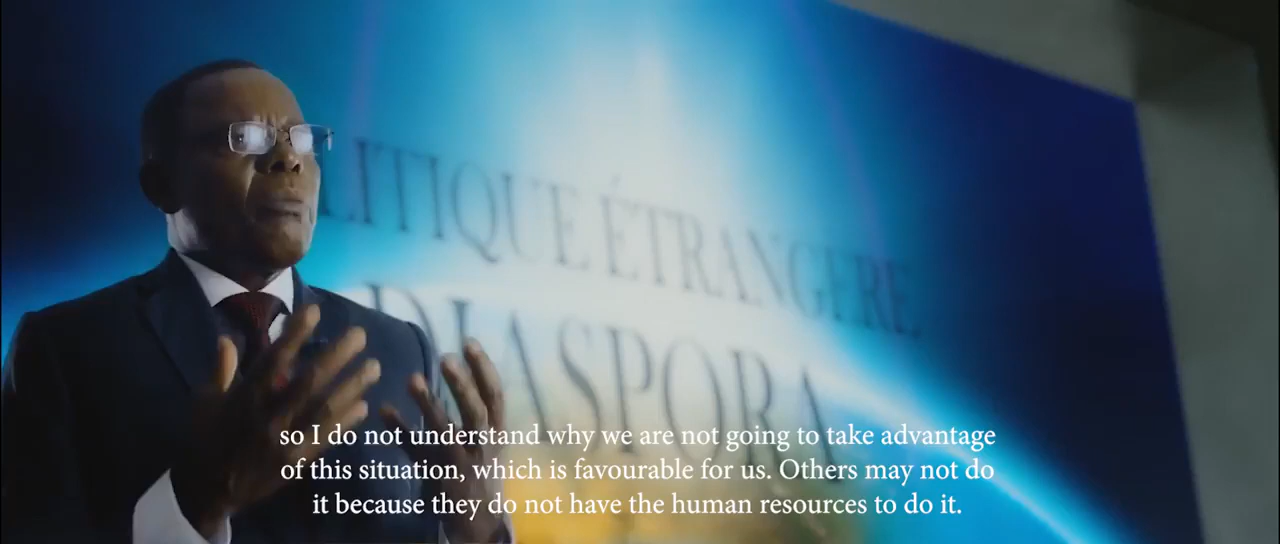 LITIQUE ÉTRANGÈRE
DIASPORA
so I do not understand why we are not going to take advantage
of this situation, which is favourable for us. Others may not do
it because they do not have the human resources to do it.